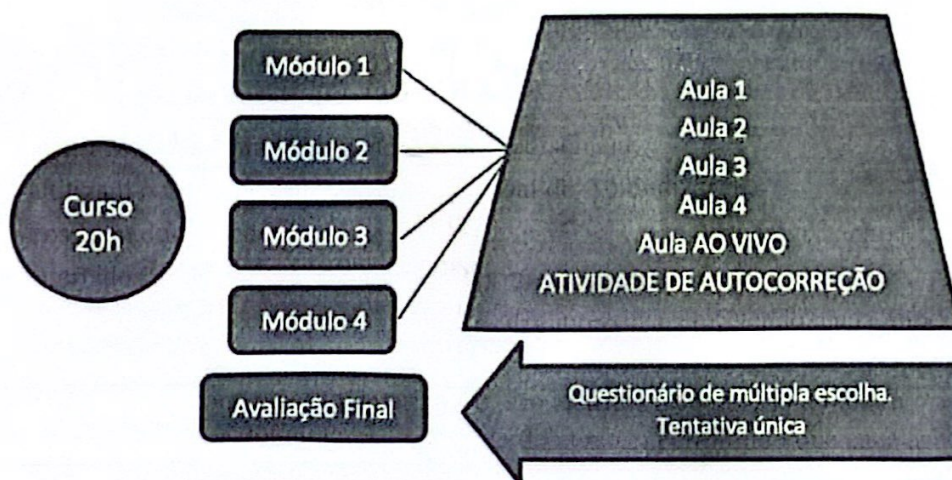 Curso
20h
Módulo 1
Módulo 2
Módulo 3
Módulo 4
Avaliação Final
Aula 1
Aula 2
Aula 3
Aula 4
Aula AO VIVO
ATIVIDADE DE AUTOCORREÇÃO
Questionário de múltipla escolha.
Tentativa única